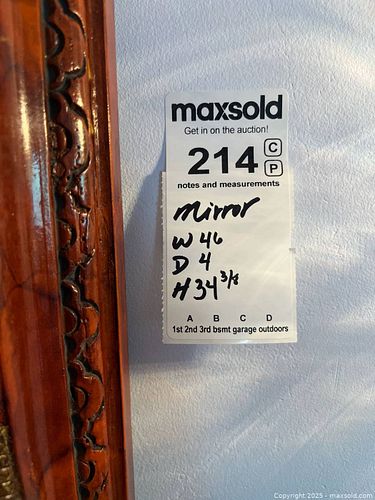 maxsold
Get in on the auction!
214 C
P
notes and measurements
mirror
W 46
D 4
H 34 3/8
A B C D
1st 2nd 3rd bsmt garage outdoors
Copyright 2025 - maxsold.com